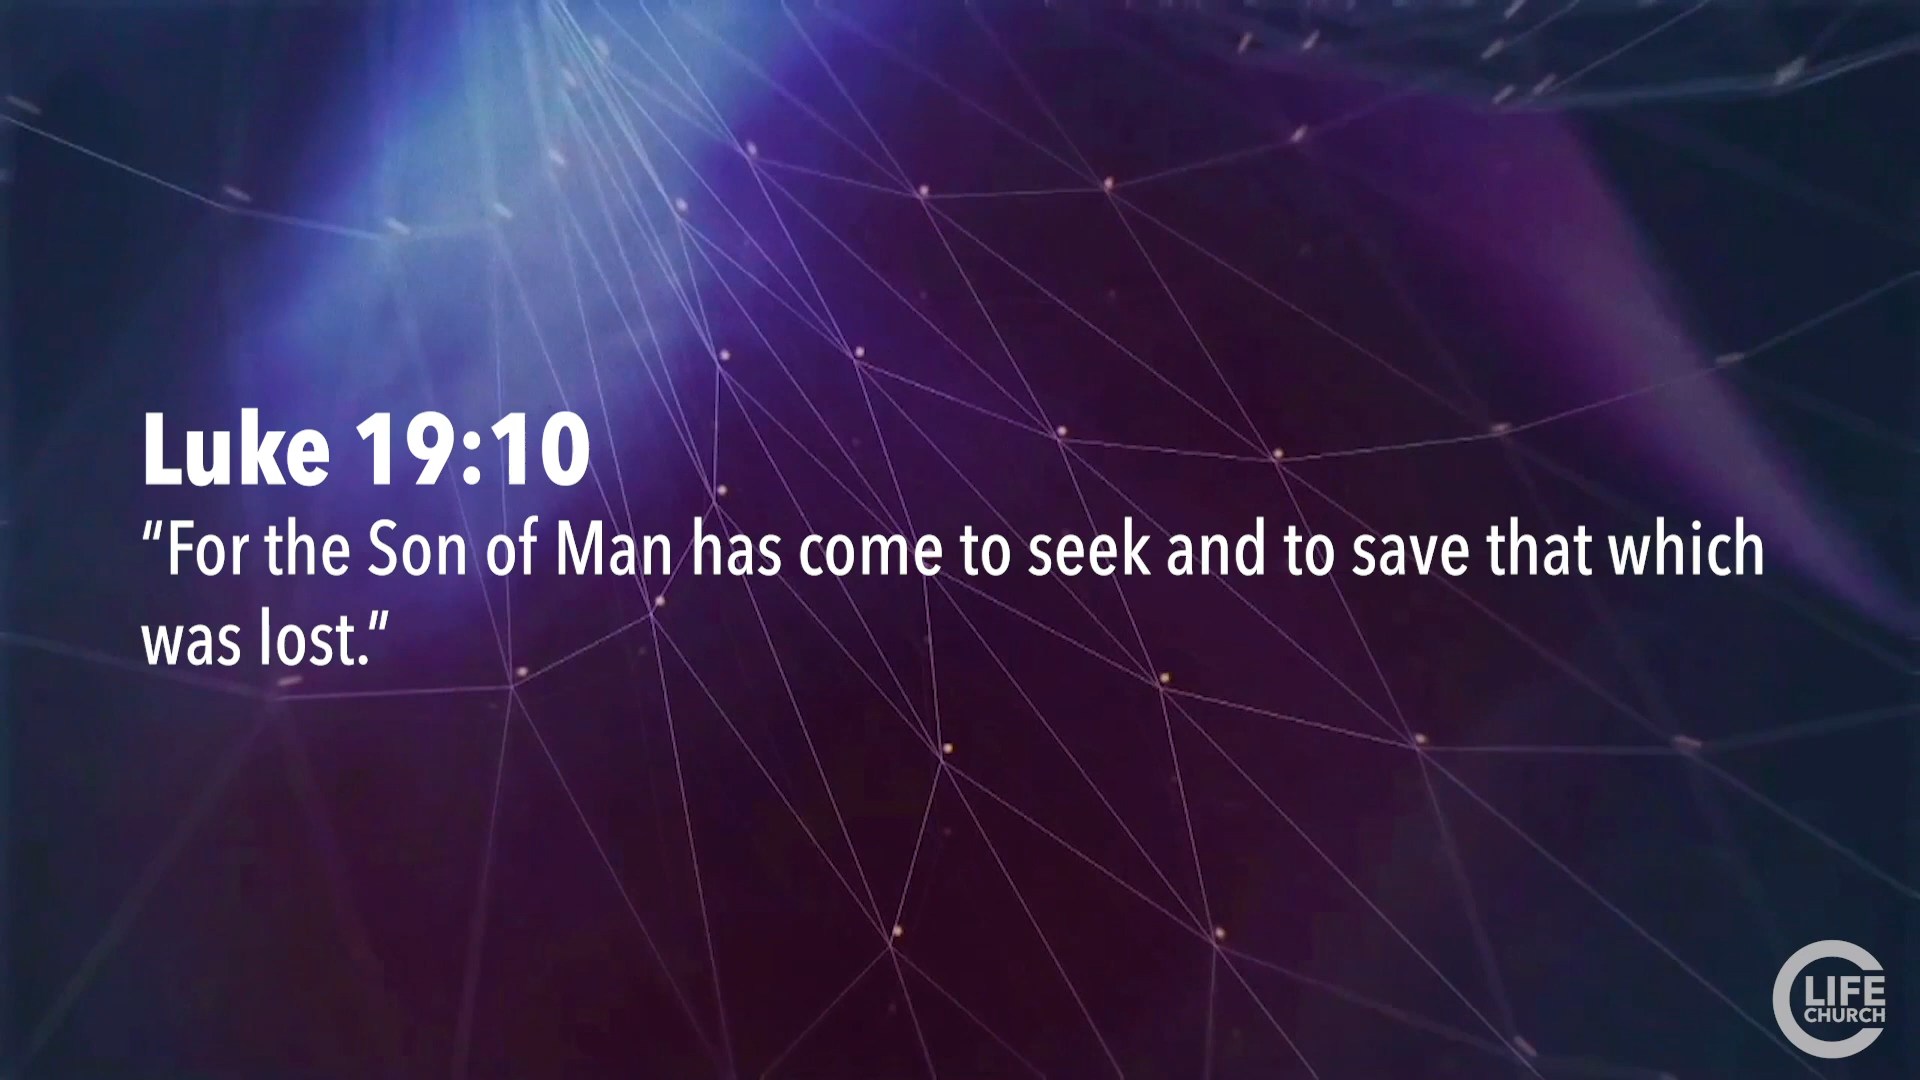 Luke 19:10
“For the Son of Man has come to seek and to save that which
was lost.”
LIFE
CHURCH